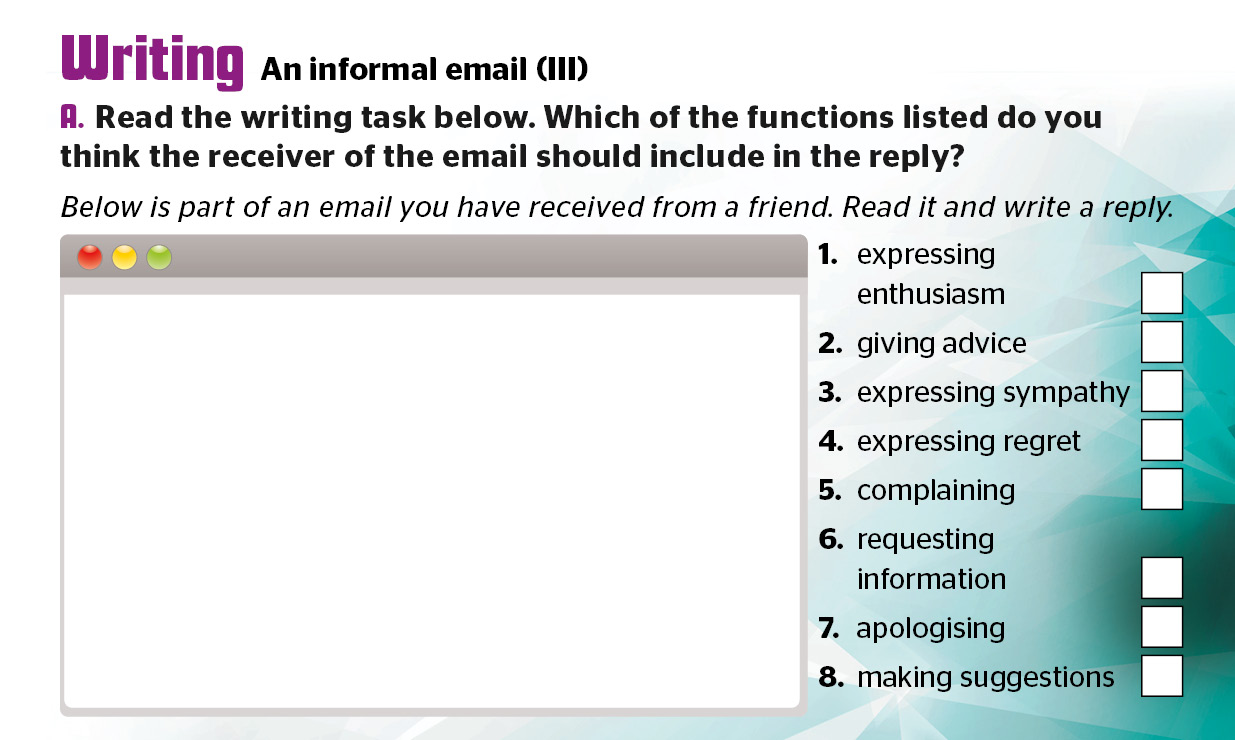 Writing An informal email (III)
A. Read the writing task below. Which of the functions listed do you
think the receiver of the email should include in the reply?
Below is part of an email you have received from a friend. Read it and write a reply.
1. expressing
enthusiasm
2. giving advice
3. expressing sympathy
4. expressing regret
5. complaining
6. requesting
information
7. apologising
8. making suggestions